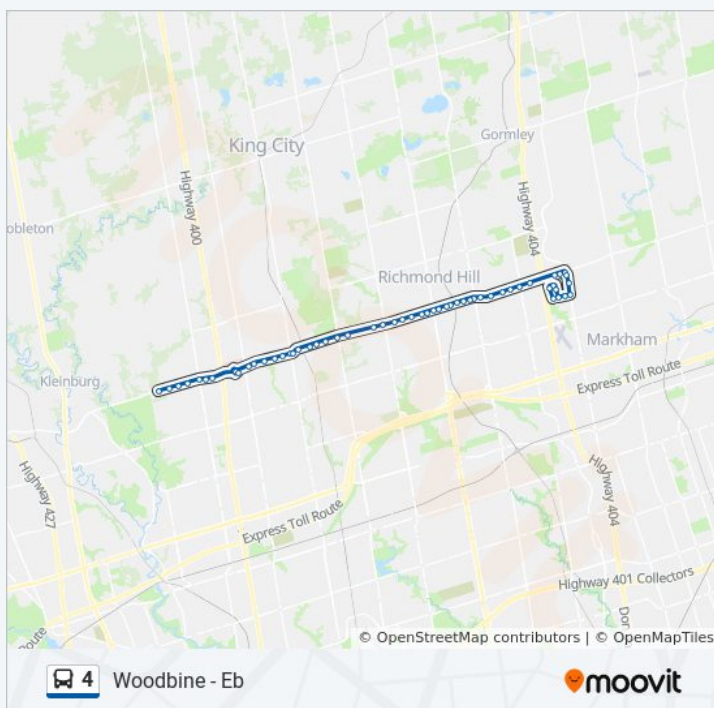 King City
Gormley
Highway 400
obleton
Highway 404
Richmond Hill
Markham
Kleinburg
Express Toll Route
Highway 427
Highway 404
Express Toll Route
Highway 401 Collectors
Route
Don
© OpenStreetMap contributors | © OpenMapTiles
4 Woodbine - Eb
moovit